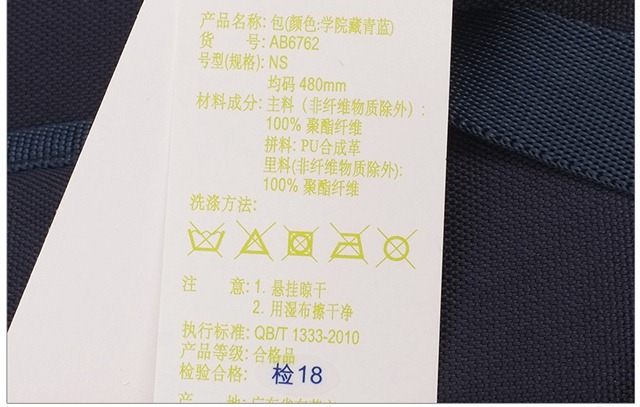 产品名称: 包(颜色:学院藏青蓝)
货 号: AB6762
号型(规格): NS
均码 480mm
材料成分: 主料（非纤维物质除外）:
100% 聚酯纤维
拼料: PU合成革
里料(非纤维物质除外):
100% 聚酯纤维
洗涤方法:
注 意: 1. 悬挂晾干
2. 用湿布擦干净
执行标准: QB/T 1333-2010
产品等级: 合格品
检验合格: 检18
产 地: 广东省